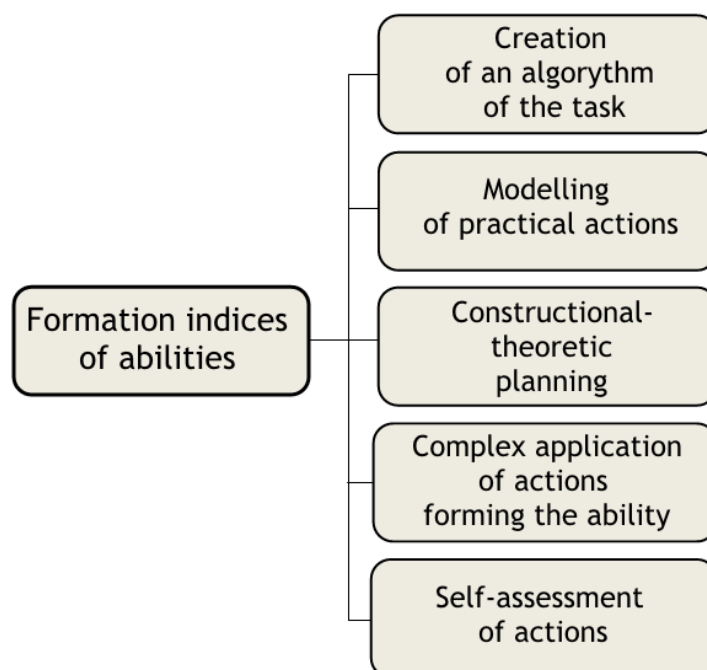 Creation
of an algorythm
of the task
Modelling
of practical actions
Formation indices
of abilities
Constructional-
theoretic
planning
Complex application
of actions
forming the ability
Self-assessment
of actions